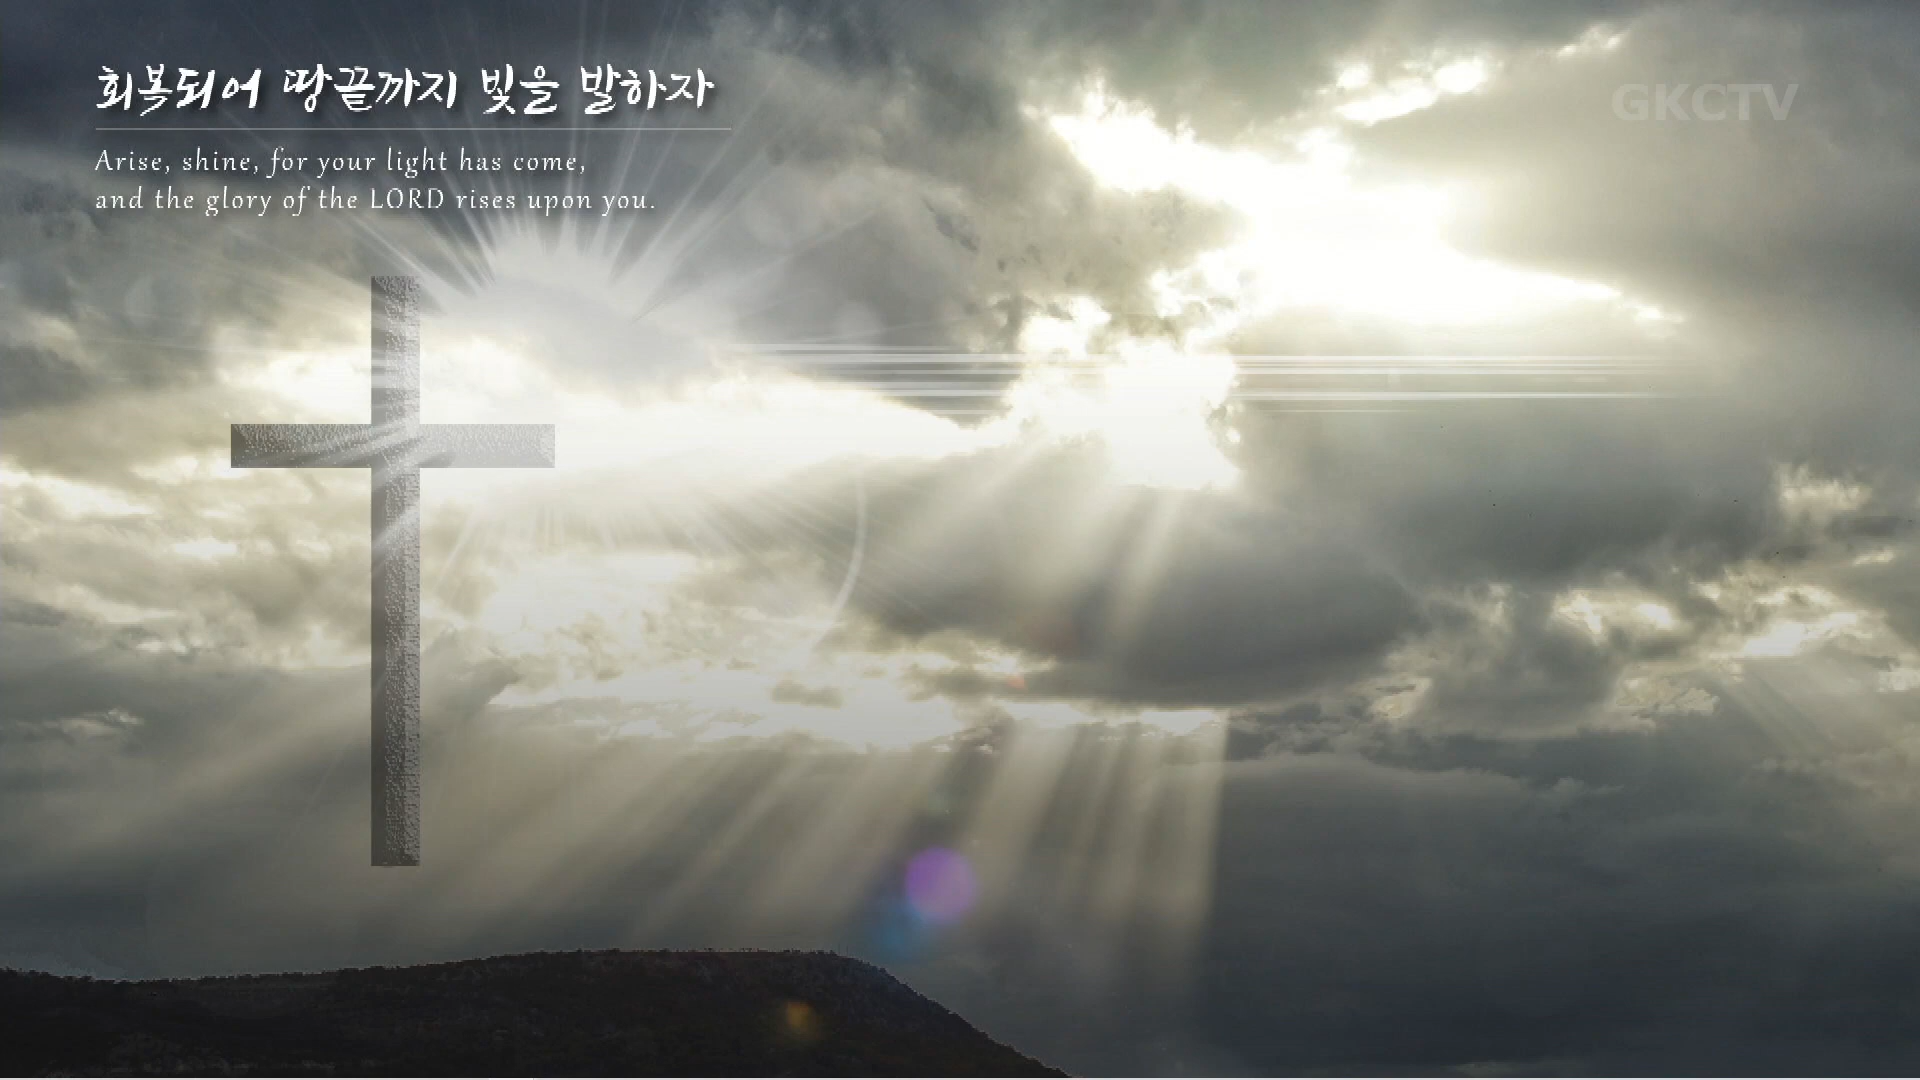 회복되어 땅끝까지 빛을 발하자
GKCTV
Arise, shine, for your light has come,
and the glory of the LORD rises upon you.